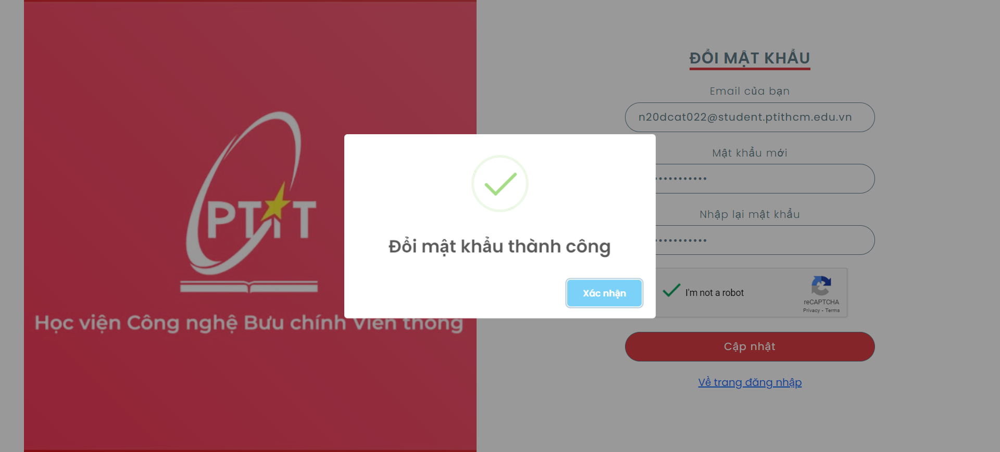 PTIT
Học viện Công nghệ Bưu chính Viễn thông
ĐỔI MẬT KHẨU
Email của bạn
n20dcat022@student.ptithcm.edu.vn
Mật khẩu mới
Nhập lại mật khẩu
I'm not a robot
reCAPTCHA
Privacy - Terms
Cập nhật
Về trang đăng nhập
Đổi mật khẩu thành công
Xác nhận